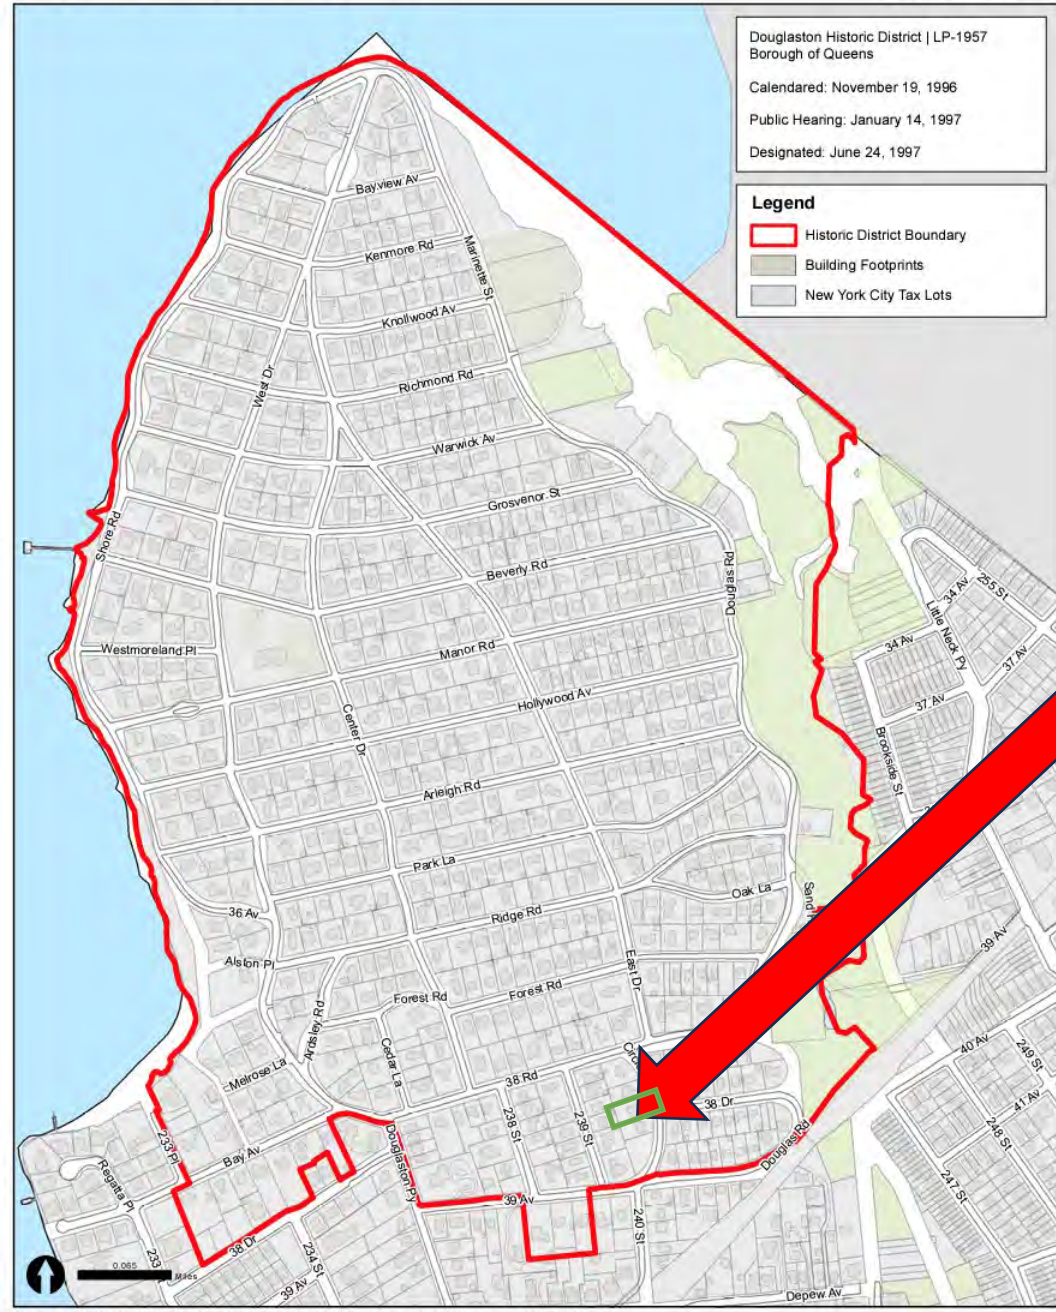 Douglaston Historic District | LP-1957
Borough of Queens
Calendared: November 19, 1996
Public Hearing: January 14, 1997
Designated: June 24, 1997
Legend
Historic District Boundary
Building Footprints
New York City Tax Lots
Bayview Av
Kenmore Rd
Marinette St
Knollwood Av
West Dr
Richmond Rd
Warwick Av
Grosvenor St
Shore Rd
Beverly Rd
Douglas Rd
34 Av
255 St
Little Neck Py
34 Av
37 Av
Westmoreland Pl
Manor Rd
Hollywood Av
37 Av
Center Dr
Brookside St
Arleigh Rd
Park La
Oak La
Sand
36 Av
Ridge Rd
39 Av
Alston Pl
East Dr
Forest Rd
Forest Rd
Ardsley Rd
Cedar La
40 Av
249 St
Melrose La
38 Rd
41 Av
38 Dr
238 St
239 St
248 St
233 Pl
Bay Av
Douglaston Py
Douglas Rd
Regatta Pl
39 Av
247 St
240 St
38 Dr
234 St
233
0.065
Miles
39 Av
Depew Av